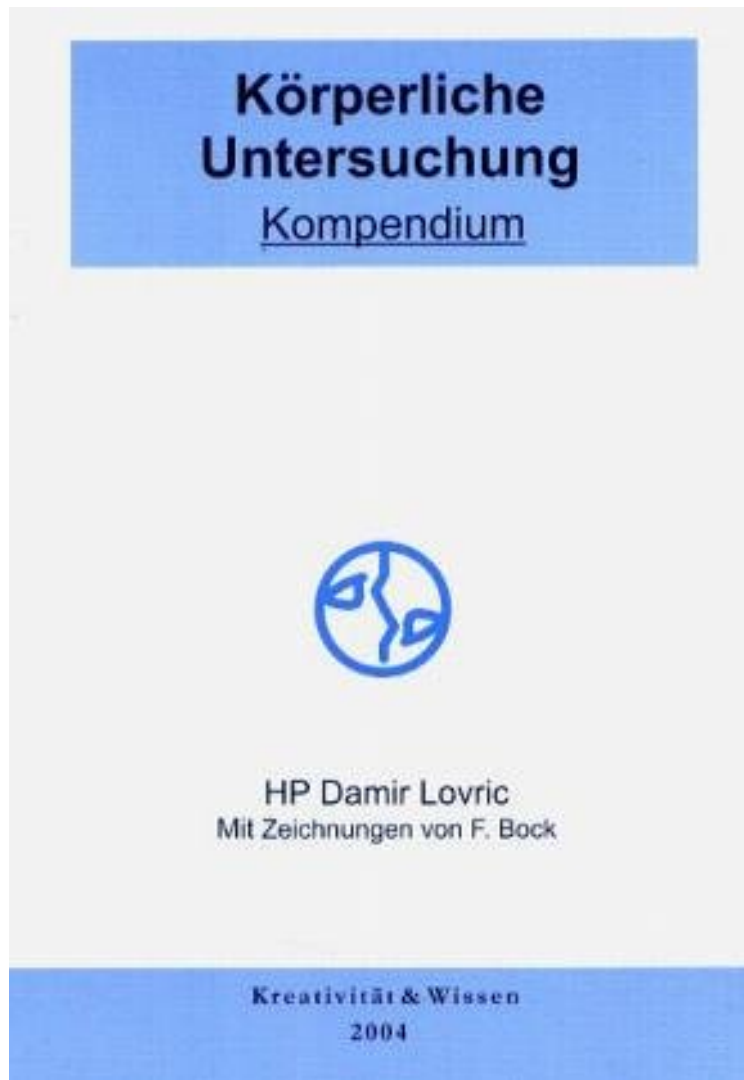 Körperliche
Untersuchung
Kompendium
HP Damir Lovric
Mit Zeichnungen von F. Bock
Kreativität & Wissen
2004